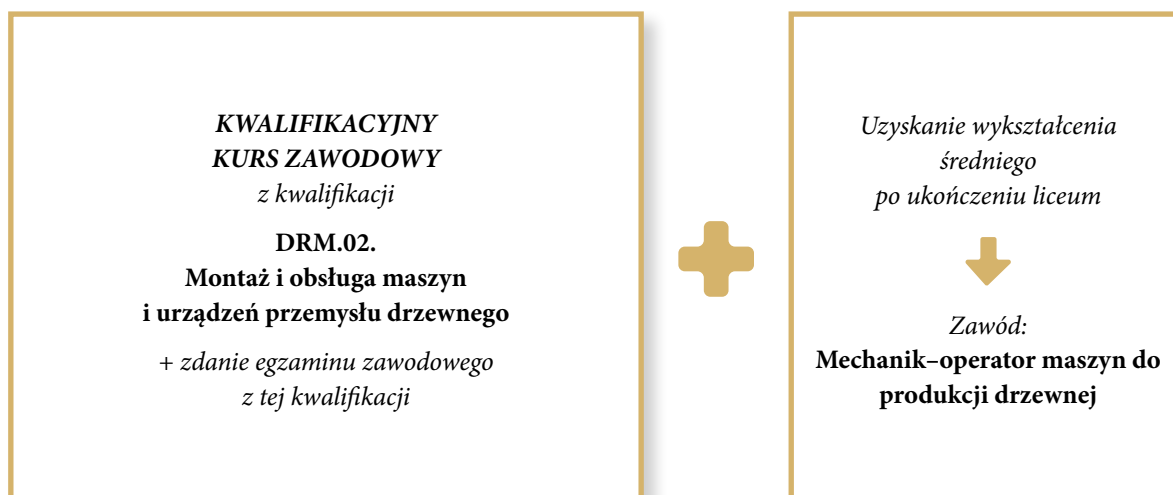 KWALIFIKACYJNY
KURS ZAWODOWY
z kwalifikacji
DRM.02.
Montaż i obsługa maszyn
i urządzeń przemysłu drzewnego
+ zdanie egzaminu zawodowego
z tej kwalifikacji
Uzyskanie wykształcenia
średniego
po ukończeniu liceum
Zawód:
Mechanik–operator maszyn do
produkcji drzewnej